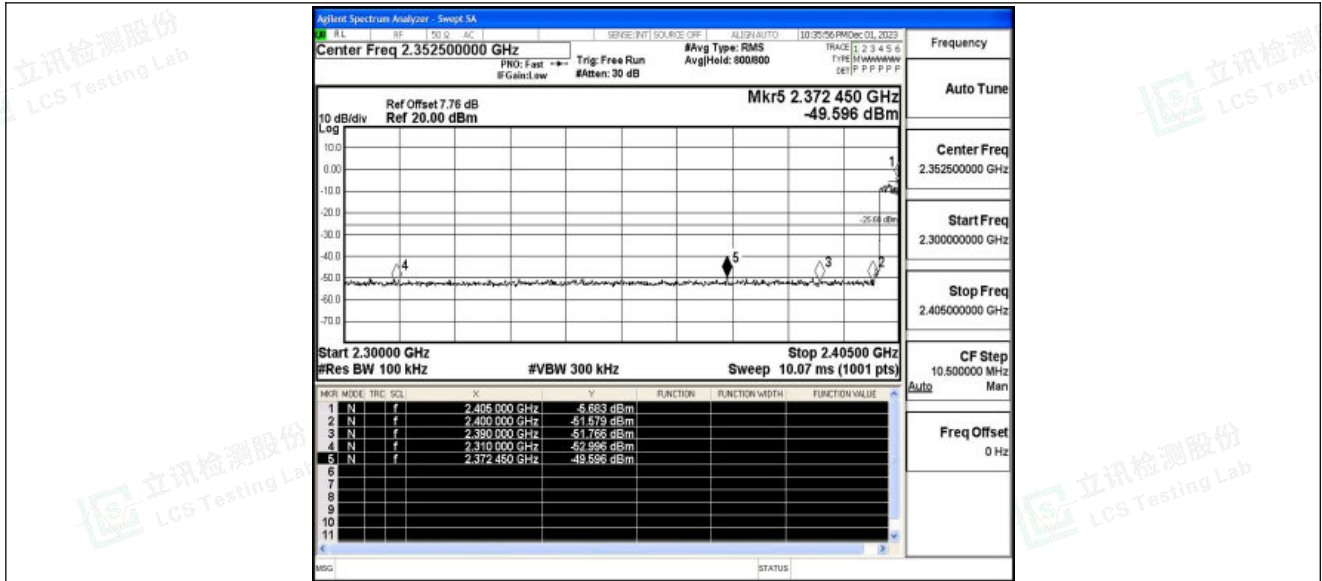 Agilent Spectrum Analyzer - Swept SA
RL RF 50 Ω AC SENSE:INT SOURCE OFF ALIGN AUTO 10:35:56 PM Dec 01, 2023
Center Freq 2.352500000 GHz
PNO: Fast
IFGain:Low
Trig: Free Run
#Atten: 30 dB
#Avg Type: RMS
Avg|Hold: 800/800
TRACE 1 2 3 4 5 6
TYPE MWWWWW
DET P P P P P P
Mkr5 2.372 450 GHz
-49.596 dBm
Ref Offset 7.76 dB
10 dB/div Ref 20.00 dBm
Log
10.0
0.00
-10.0
-20.0
-30.0
-40.0
-50.0
-60.0
-70.0
1
-25.68 dBm
4
5
3
2
Start 2.30000 GHz Stop 2.40500 GHz
#Res BW 100 kHz #VBW 300 kHz Sweep 10.07 ms (1001 pts)
MKR MODE TRC SCL X Y FUNCTION FUNCTION WIDTH FUNCTION VALUE
1 N f 2.405 000 GHz -5.683 dBm
2 N f 2.400 000 GHz -51.579 dBm
3 N f 2.390 000 GHz -51.766 dBm
4 N f 2.310 000 GHz -52.996 dBm
5 N f 2.372 450 GHz -49.596 dBm
6
7
8
9
10
11
MSG STATUS
Frequency
Auto Tune
Center Freq
2.352500000 GHz
Start Freq
2.300000000 GHz
Stop Freq
2.405000000 GHz
CF Step
10.500000 MHz
Auto Man
Freq Offset
0 Hz
立讯检测股份
LCS Testing Lab
立讯检测
LCS Testi
立讯检测股份
LCS Testing Lab
立讯检测股份
LCS Testing Lab